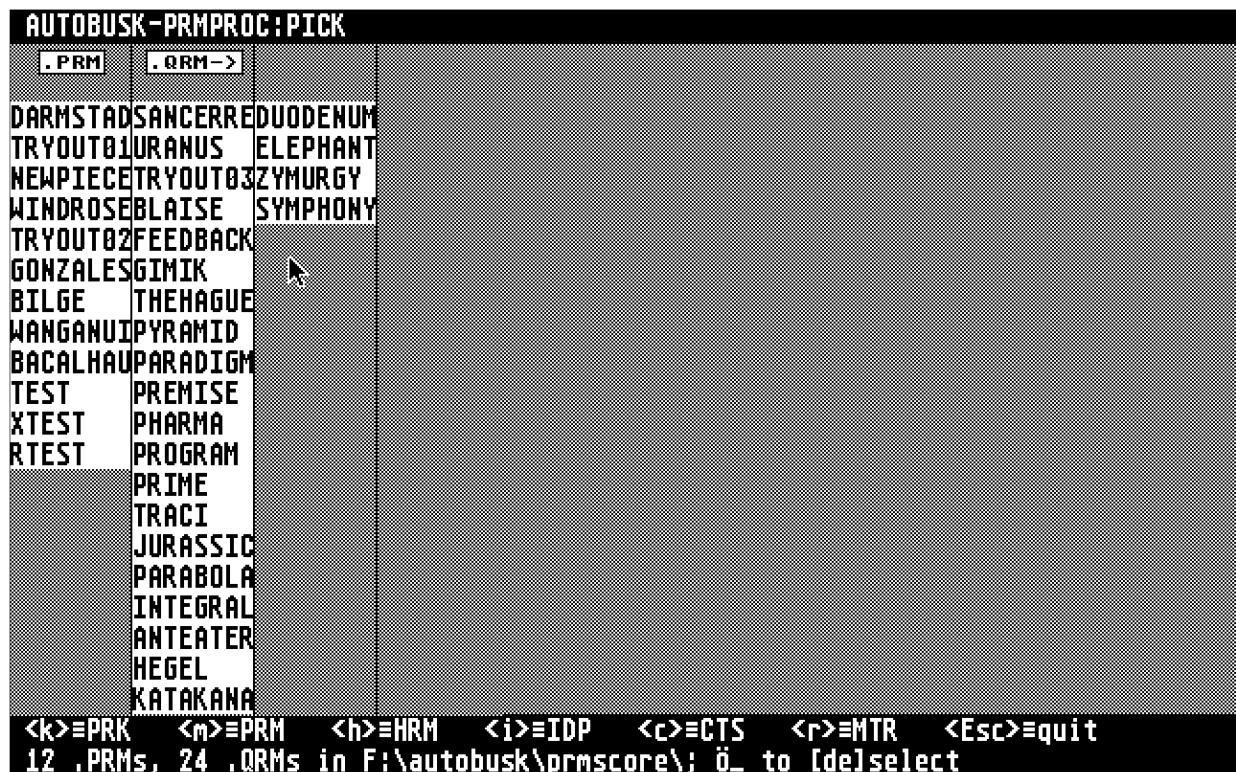 AUTOBUSK-PRMPROC:PICK
.PRM .QRM->
DARMSTAD SANCERRE DUODENUM
TRYOUT01 URANUS ELEPHANT
NEWPIECE TRYOUT03 ZYMURGY
WINDROSE BLAISE SYMPHONY
TRYOUT02 FEEDBACK
GONZALES GIMIK
BILGE THEHAGUE
WANGANUI PYRAMID
BACALHAU PARADIGM
TEST PREMISE
XTEST PHARMA
RTEST PROGRAM
PRIME
TRACI
JURASSIC
PARABOLA
INTEGRAL
ANTEATER
HEGEL
KATAKANA
<k>≡PRK <m>≡PRM <h>≡HRM <i>≡IDP <c>≡CTS <r>≡MTR <Esc>≡quit
12 .PRMs, 24 .QRMs in F:\autobusk\prmscore\; Ö_ to [de]select